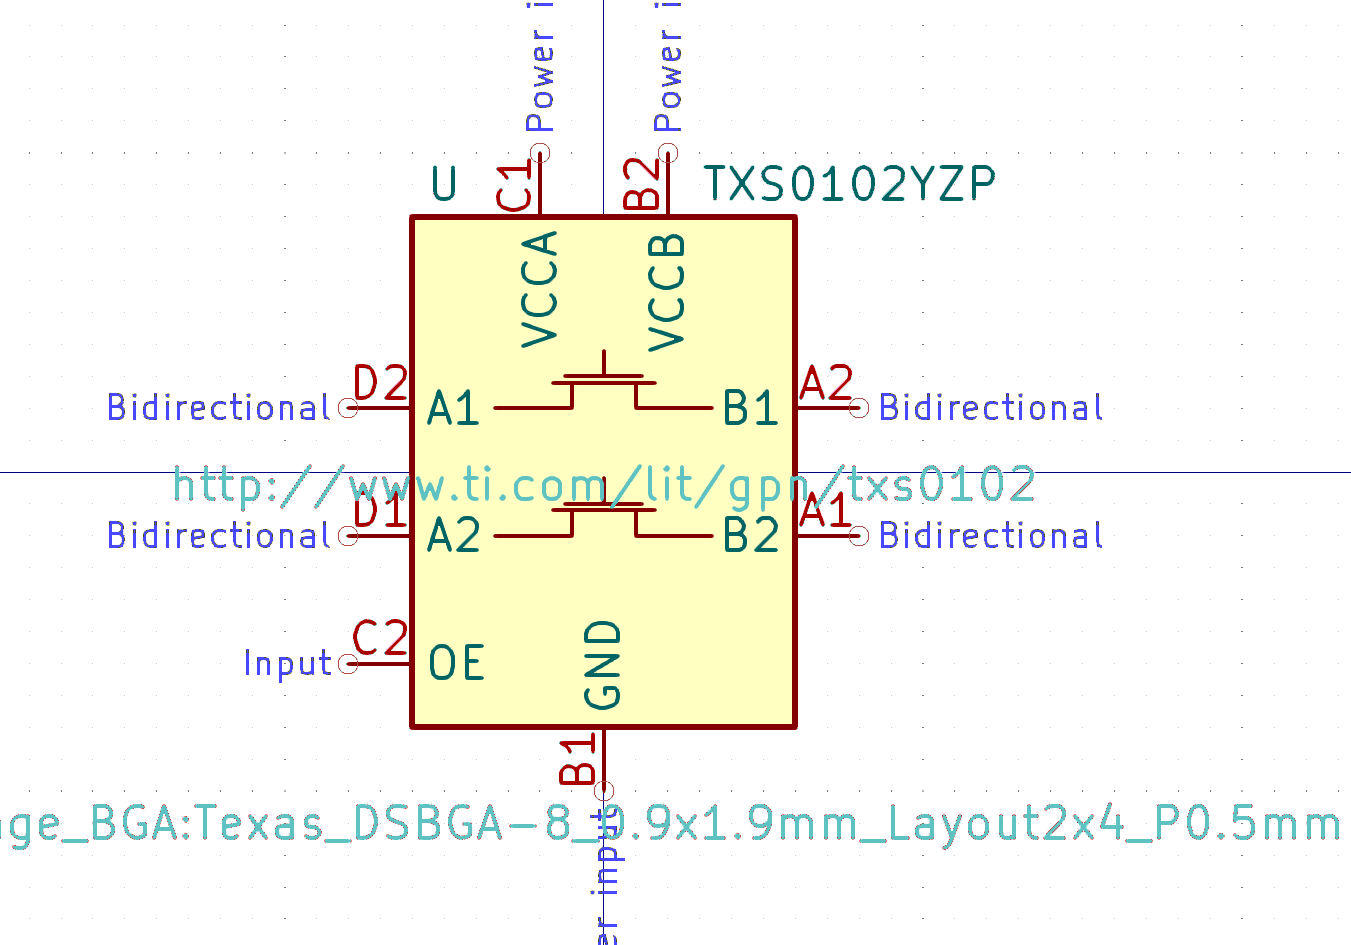 Power i
Power i
U
C1
B2
TXS0102YZP
VCCA
VCCB
Bidirectional
D2
A1
B1
A2
Bidirectional
http://www.ti.com/lit/gpn/txs0102
Bidirectional
D1
A2
B2
A1
Bidirectional
Input
C2
OE
GND
B1
ge_BGA:Texas_DSBGA-8_0.9x1.9mm_Layout2x4_P0.5mm
er input